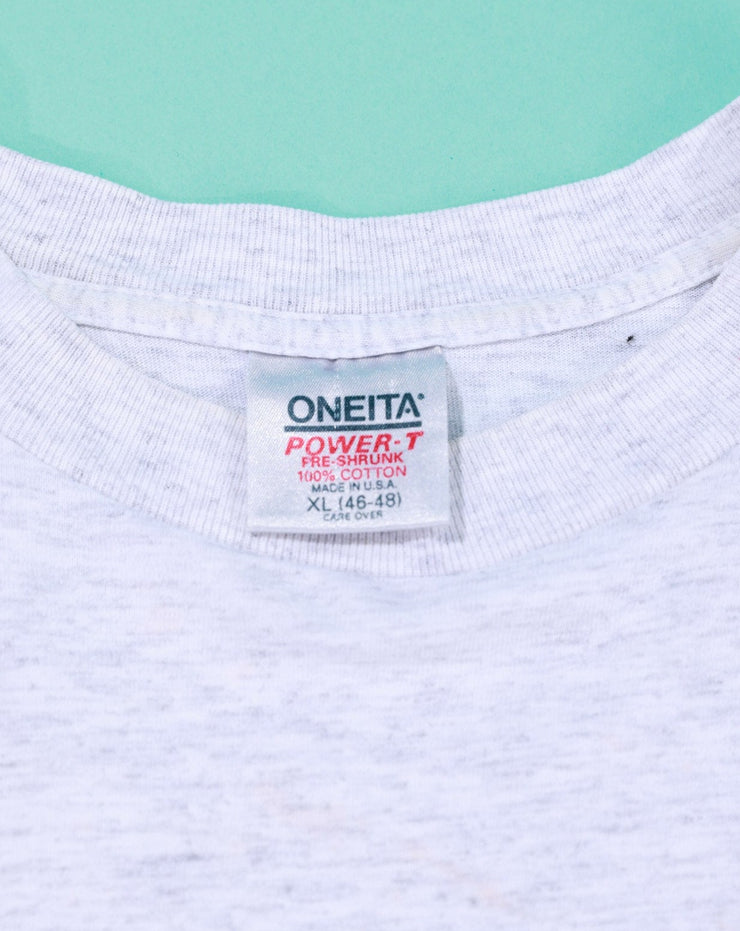 ONEITA®
POWER-T
PRE-SHRUNK
100% COTTON
MADE IN U.S.A.
XL (46-48)
CARE OVER